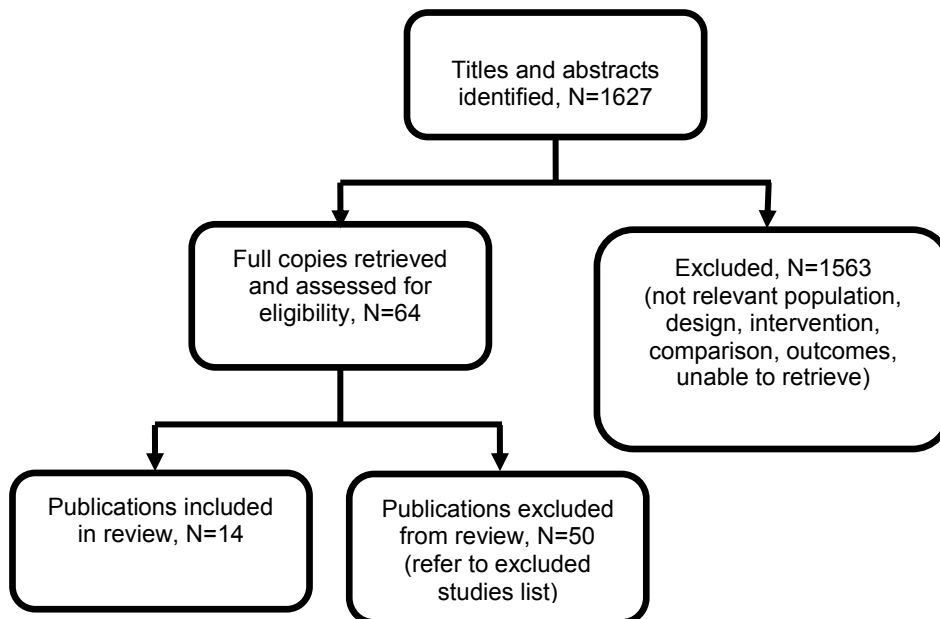 Titles and abstracts
identified, N=1627
Full copies retrieved
and assessed for
eligibility, N=64
Excluded, N=1563
(not relevant population,
design, intervention,
comparison, outcomes,
unable to retrieve)
Publications included
in review, N=14
Publications excluded
from review, N=50
(refer to excluded
studies list)